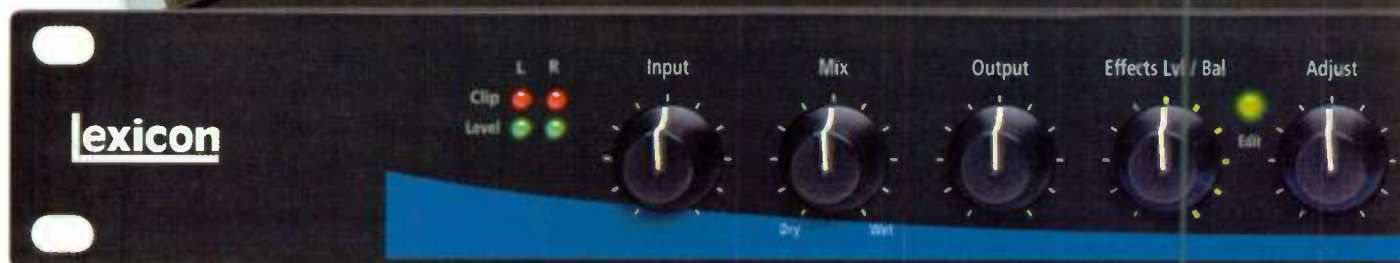 lexicon
L R
Clip
Level
Input
Mix
Dry Wet
Output
Effects Lvl / Bal
Edit
Adjust